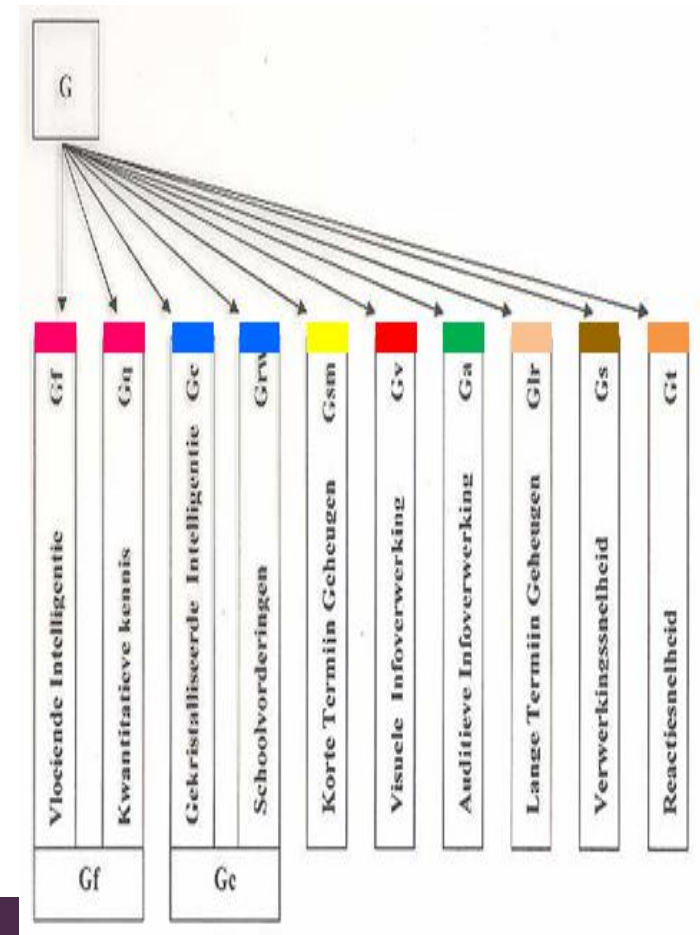 G
Vloeiende Intelligentie Gf
Kwantitatieve kennis Gq
Gekristalliseerde Intelligentie Gc
Schoolvorderingen Grw
Korte Termijn Geheugen Gsm
Visuele Infoverwerking Gv
Auditieve Infoverwerking Ga
Lange Termijn Geheugen Glr
Verwerkingssnelheid Gs
Reactiesnelheid Gt
Gf
Gc